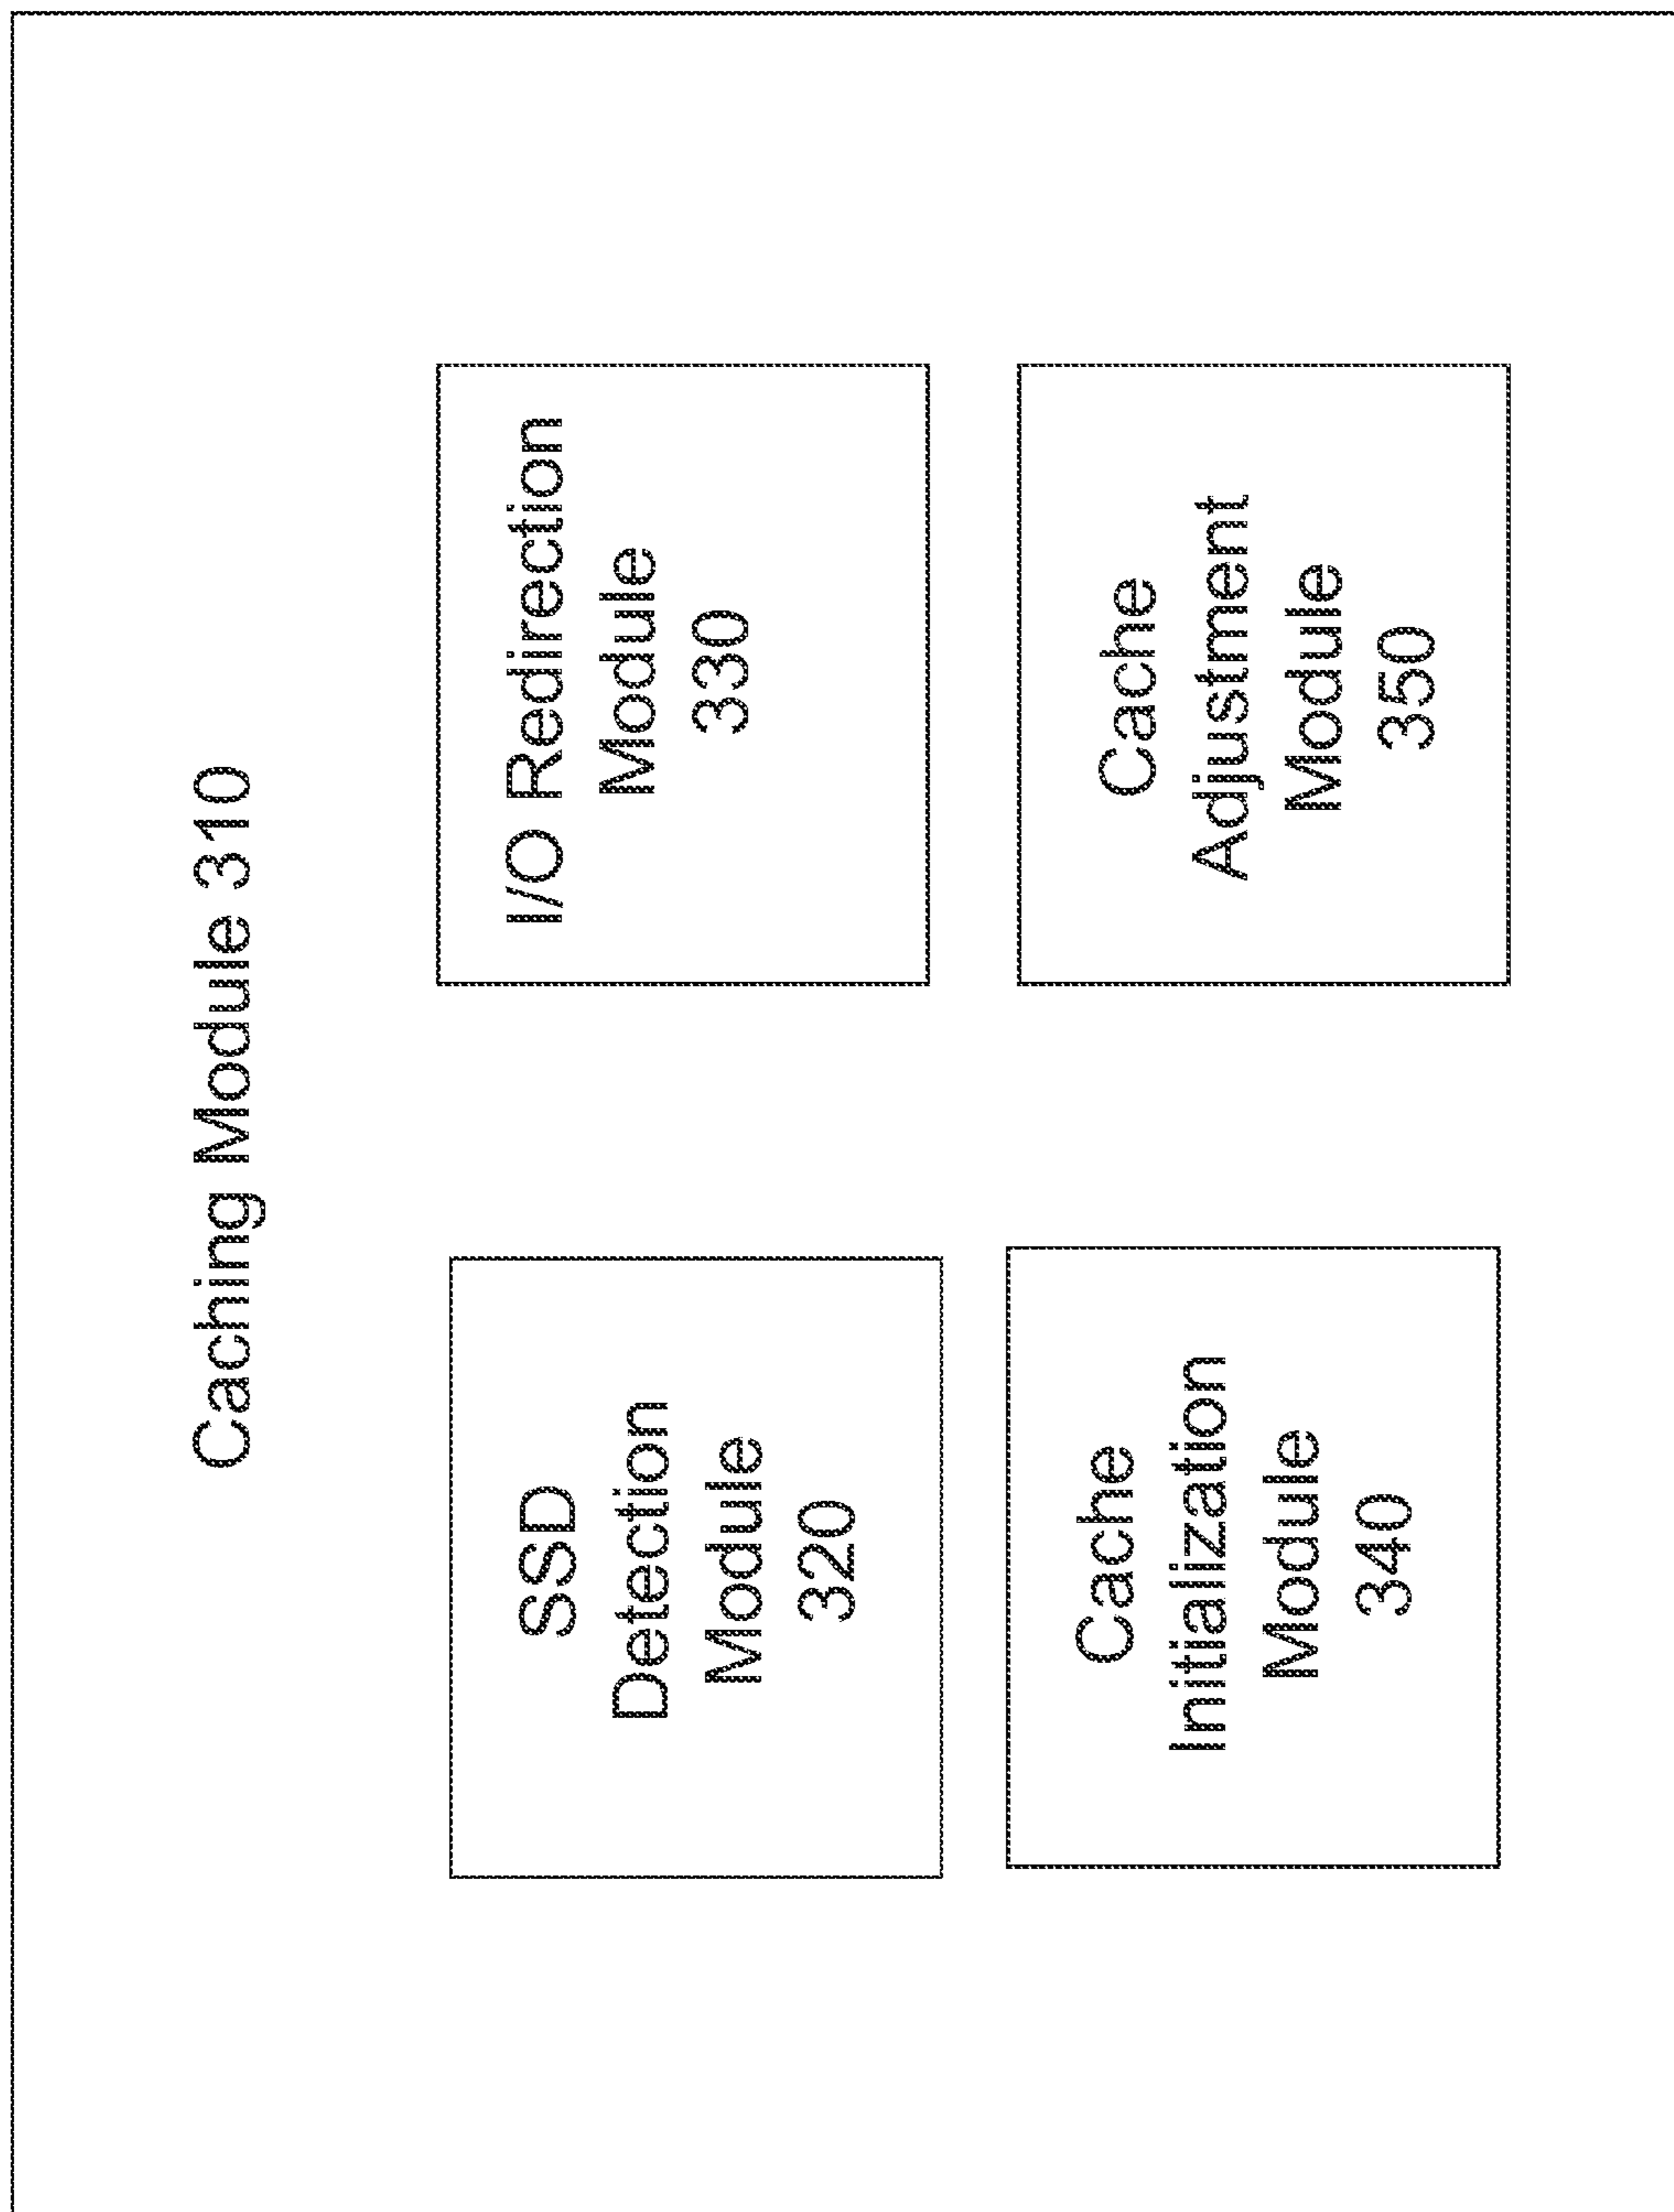 Caching Module 310
SSD
Detection
Module
320
I/O Redirection
Module
330
Cache
Initialization
Module
340
Cache
Adjustment
Module
350